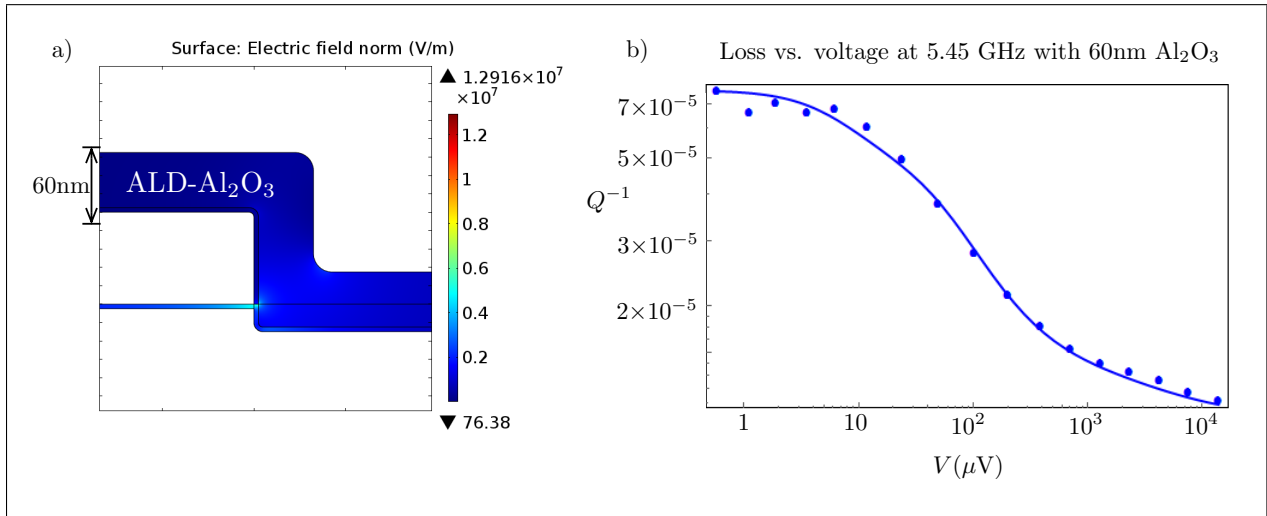 a)
Surface: Electric field norm (V/m)
▲ 1.2916×10⁷
×10⁷
1.2
1
0.8
0.6
0.4
0.2
▼ 76.38
60nm
ALD-Al₂O₃
b)
Loss vs. voltage at 5.45 GHz with 60nm Al₂O₃
7×10⁻⁵
5×10⁻⁵
3×10⁻⁵
2×10⁻⁵
Q⁻¹
1 10 10² 10³ 10⁴
V(μV)